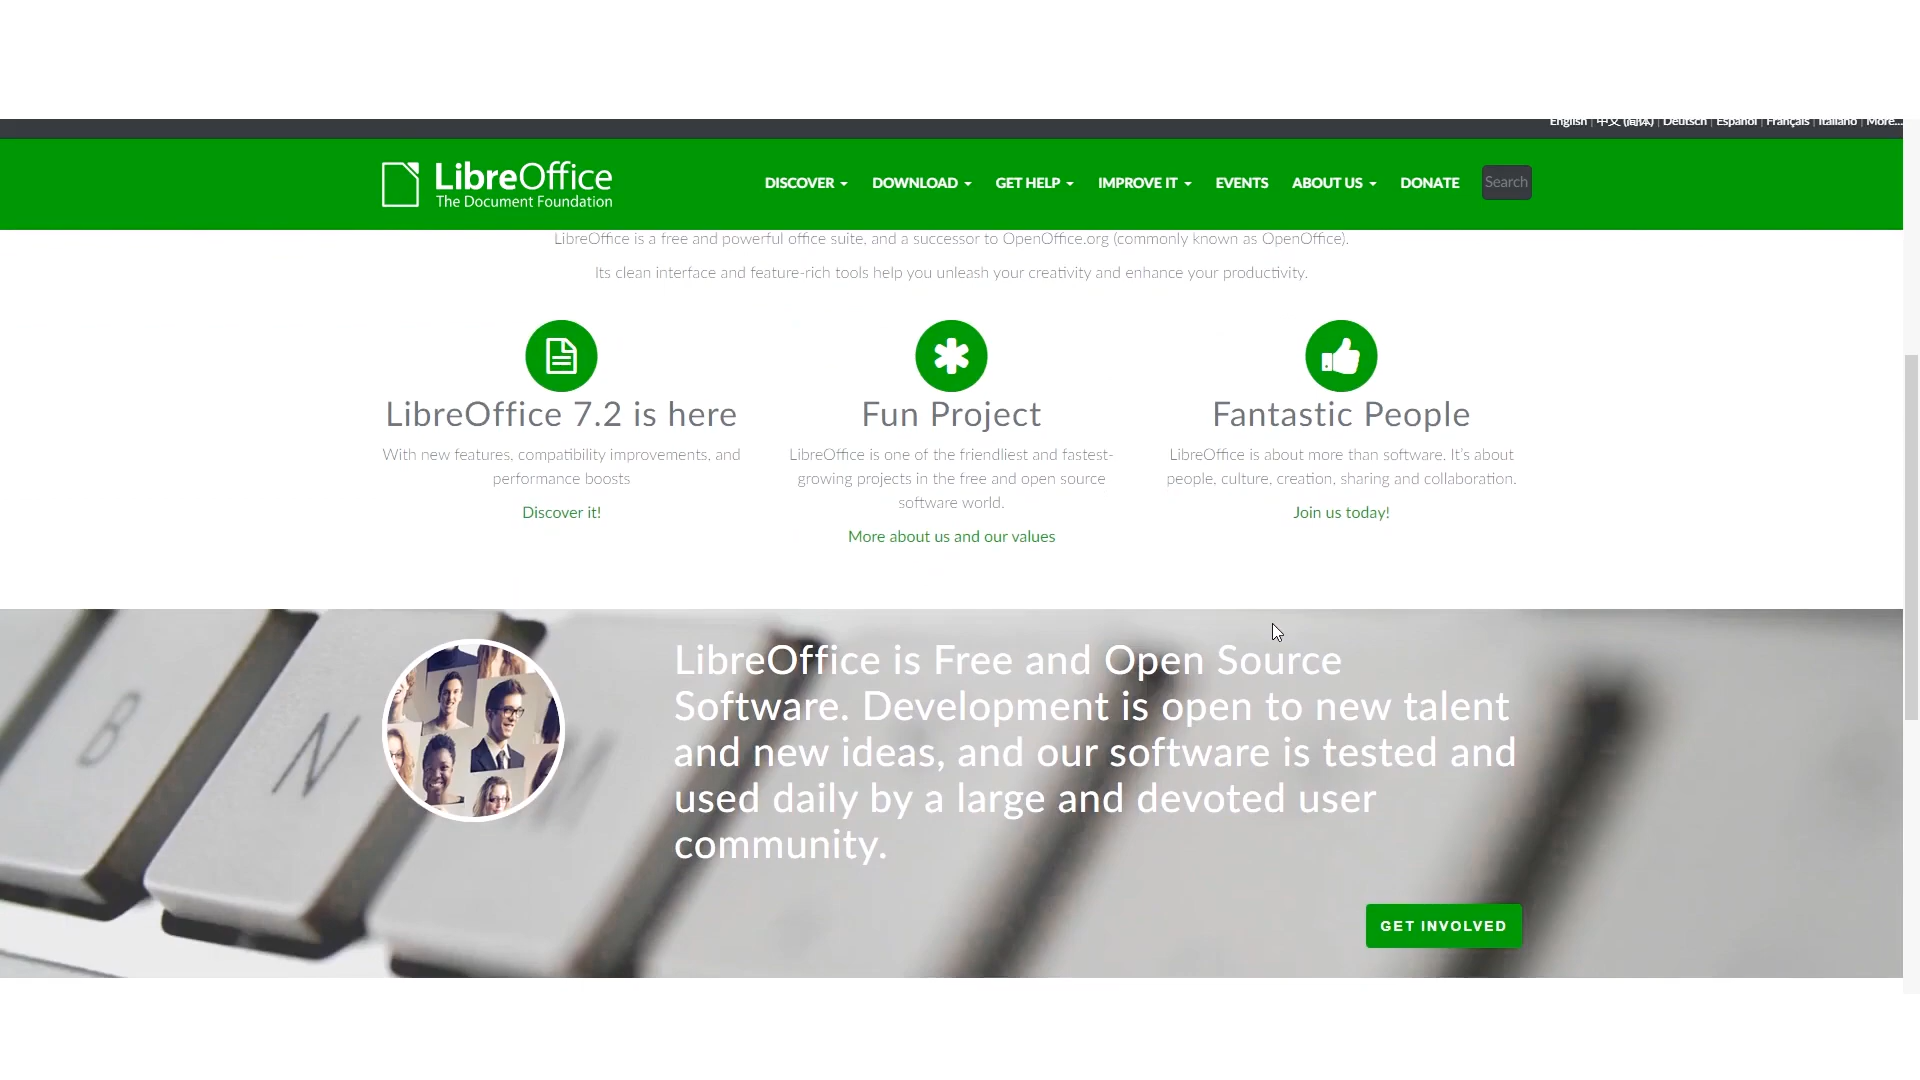 English | 中文 (简体) | Deutsch | Español | Français | Italiano | More...
LibreOffice
The Document Foundation
DISCOVER
DOWNLOAD
GET HELP
IMPROVE IT
EVENTS
ABOUT US
DONATE
Search
LibreOffice is a free and powerful office suite, and a successor to OpenOffice.org (commonly known as OpenOffice).
Its clean interface and feature-rich tools help you unleash your creativity and enhance your productivity.
LibreOffice 7.2 is here
With new features, compatibility improvements, and
performance boosts
Discover it!
Fun Project
LibreOffice is one of the friendliest and fastest-
growing projects in the free and open source
software world.
More about us and our values
Fantastic People
LibreOffice is about more than software. It's about
people, culture, creation, sharing and collaboration.
Join us today!
B
N
M
LibreOffice is Free and Open Source
Software. Development is open to new talent
and new ideas, and our software is tested and
used daily by a large and devoted user
community.
GET INVOLVED